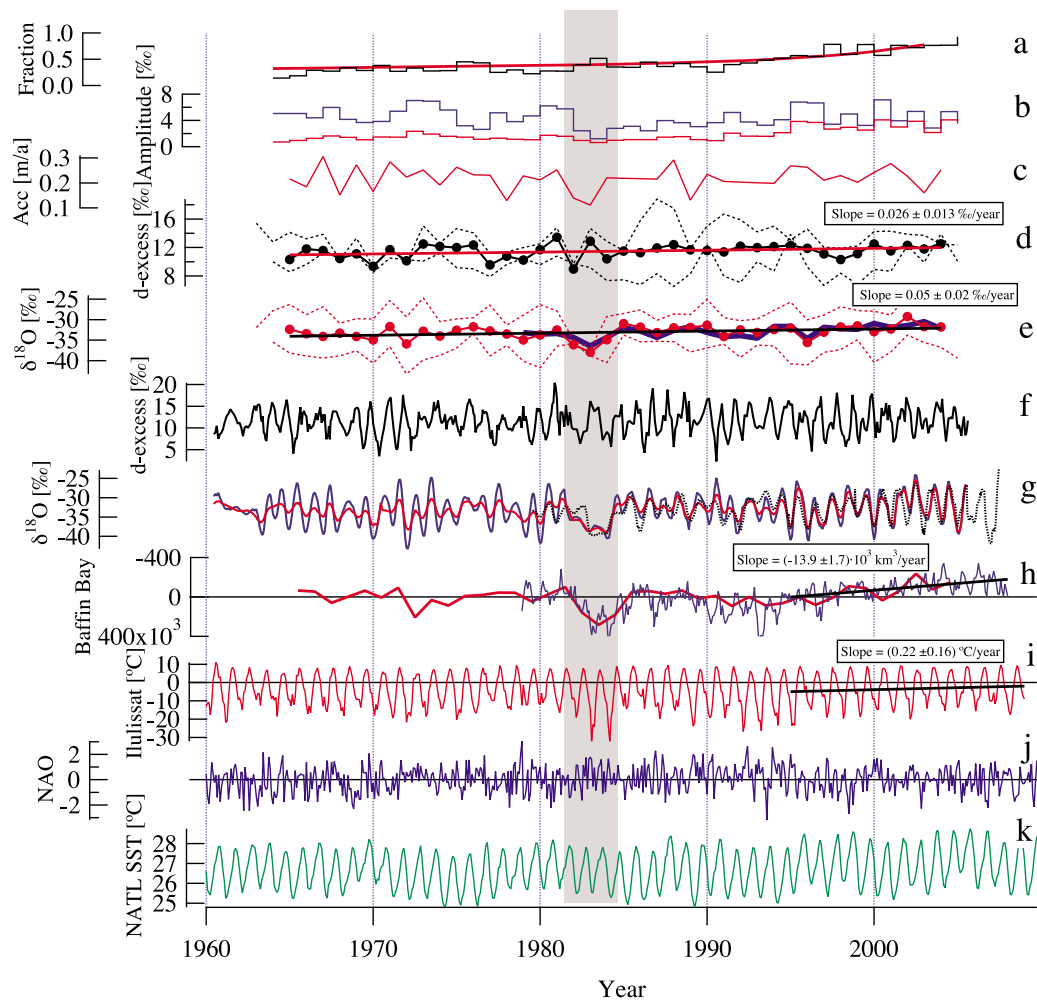 Fraction
1.0
0.5
0.0
a
Amplitude [‰]
8
4
0
b
Acc [m/a]
0.3
0.2
0.1
c
d-excess [‰]
16
12
8
Slope = 0.026 ± 0.013 ‰/year
d
δ18O [‰]
-25
-30
-35
-40
Slope = 0.05 ± 0.02 ‰/year
e
d-excess [‰]
20
15
10
5
f
δ18O [‰]
-25
-30
-35
-40
g
Baffin Bay
-400
0
400x10³
Slope = (-13.9 ±1.7)·10³ km³/year
h
Ilulissat [ºC]
10
0
-10
-20
-30
Slope = (0.22 ±0.16) ºC/year
i
NAO
2
0
-2
j
NATL SST [ºC]
28
27
26
25
k
1960 1970 1980 1990 2000
Year